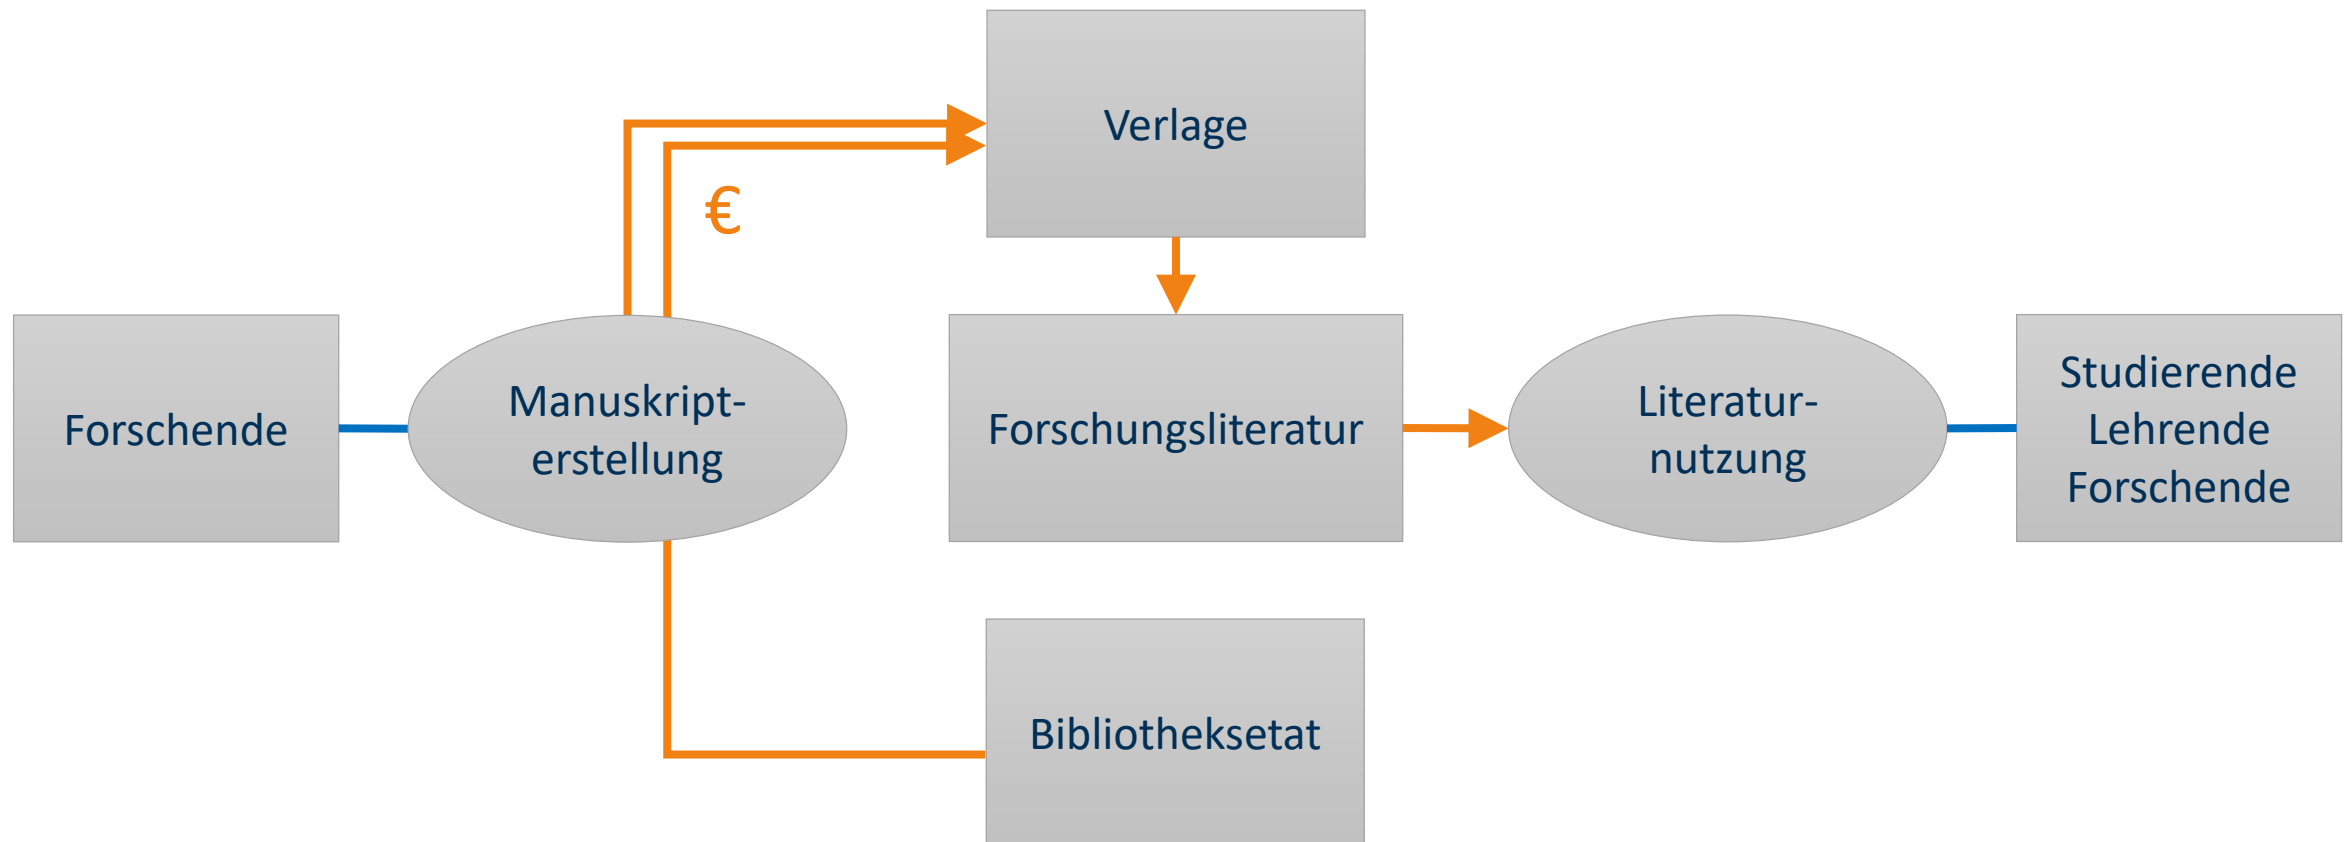 Verlage
€
Forschende
Manuskript-
erstellung
Forschungsliteratur
Literatur-
nutzung
Studierende
Lehrende
Forschende
Bibliotheksetat